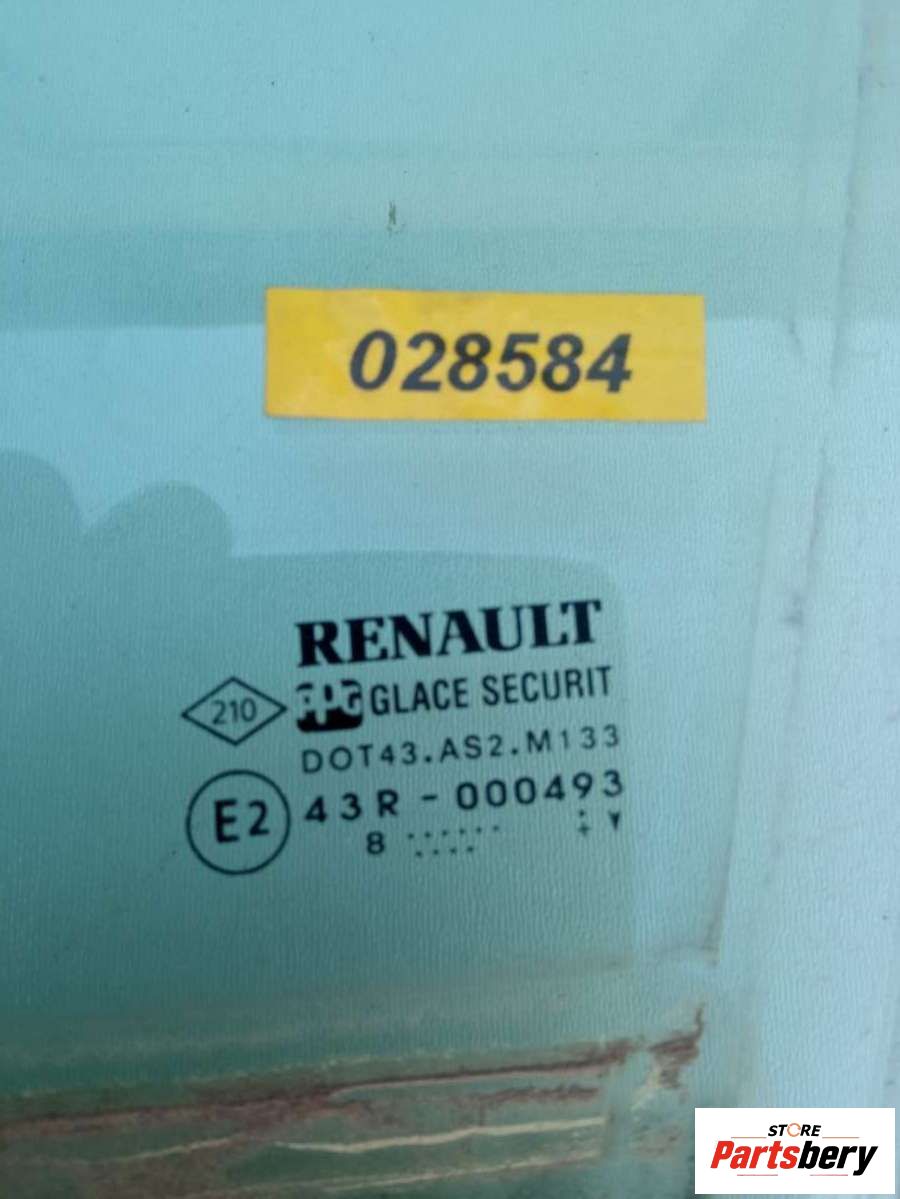 028584
RENAULT
210 PPG GLACE SECURIT
DOT43.AS2.M133
E2 43R - 000493
8 ...... ....
STORE
Partsbery